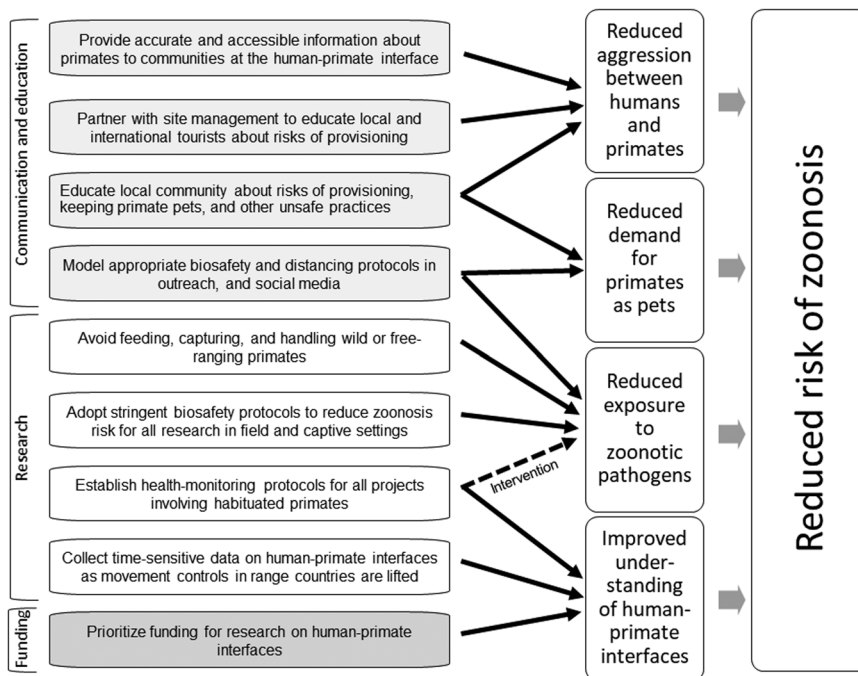 Communication and education
Provide accurate and accessible information about
primates to communities at the human-primate interface
Partner with site management to educate local and
international tourists about risks of provisioning
Educate local community about risks of provisioning,
keeping primate pets, and other unsafe practices
Model appropriate biosafety and distancing protocols in
outreach, and social media
Research
Avoid feeding, capturing, and handling wild or free-
ranging primates
Adopt stringent biosafety protocols to reduce zoonosis
risk for all research in field and captive settings
Establish health-monitoring protocols for all projects
involving habituated primates
Collect time-sensitive data on human-primate interfaces
as movement controls in range countries are lifted
Funding
Prioritize funding for research on human-primate
interfaces
Intervention
Reduced
aggression
between
humans
and
primates
Reduced
demand
for
primates
as pets
Reduced
exposure
to
zoonotic
pathogens
Improved
under-
standing
of human-
primate
interfaces
Reduced risk of zoonosis